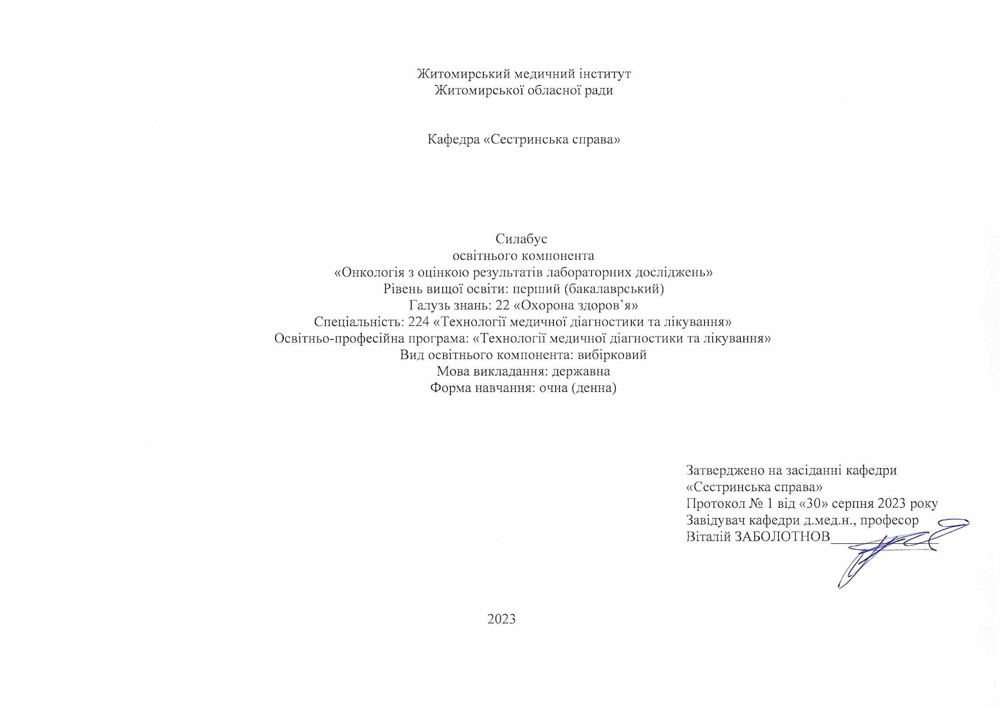 Житомирський медичний інститут
Житомирської обласної ради
Кафедра «Сестринська справа»
Силабус
освітнього компонента
«Онкологія з оцінкою результатів лабораторних досліджень»
Рівень вищої освіти: перший (бакалаврський)
Галузь знань: 22 «Охорона здоров’я»
Спеціальність: 224 «Технології медичної діагностики та лікування»
Освітньо-професійна програма: «Технології медичної діагностики та лікування»
Вид освітнього компонента: вибірковий
Мова викладання: державна
Форма навчання: очна (денна)
Затверджено на засіданні кафедри
«Сестринська справа»
Протокол № 1 від «30» серпня 2023 року
Завідувач кафедри д.мед.н., професор
Віталій ЗАБОЛОТНОВ_______________
2023